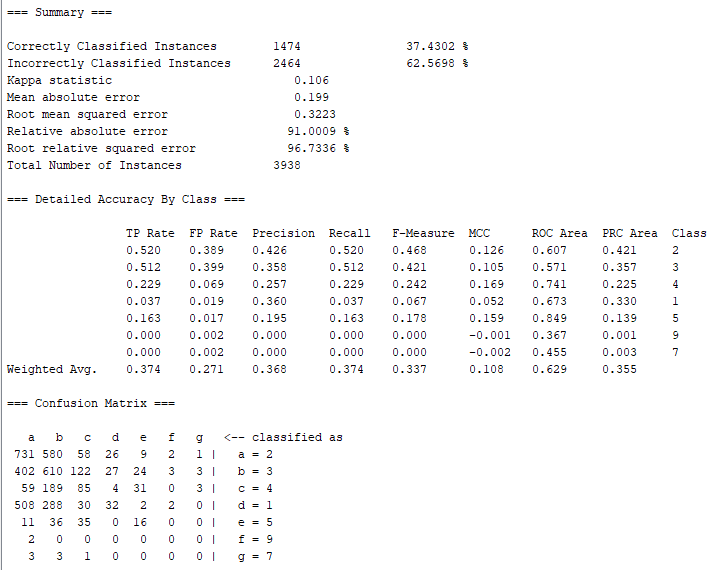 === Summary ===
Correctly Classified Instances 1474 37.4302 %
Incorrectly Classified Instances 2464 62.5698 %
Kappa statistic 0.106
Mean absolute error 0.199
Root mean squared error 0.3223
Relative absolute error 91.0009 %
Root relative squared error 96.7336 %
Total Number of Instances 3938
=== Detailed Accuracy By Class ===
TP Rate FP Rate Precision Recall F-Measure MCC ROC Area PRC Area Class
0.520 0.389 0.426 0.520 0.468 0.126 0.607 0.421 2
0.512 0.399 0.358 0.512 0.421 0.105 0.571 0.357 3
0.229 0.069 0.257 0.229 0.242 0.169 0.741 0.225 4
0.037 0.019 0.360 0.037 0.067 0.052 0.673 0.330 1
0.163 0.017 0.195 0.163 0.178 0.159 0.849 0.139 5
0.000 0.002 0.000 0.000 0.000 -0.001 0.367 0.001 9
0.000 0.002 0.000 0.000 0.000 -0.002 0.455 0.003 7
Weighted Avg. 0.374 0.271 0.368 0.374 0.337 0.108 0.629 0.355
=== Confusion Matrix ===
a b c d e f g <-- classified as
731 580 58 26 9 2 1 | a = 2
402 610 122 27 24 3 3 | b = 3
59 189 85 4 31 0 3 | c = 4
508 288 30 32 2 2 0 | d = 1
11 36 35 0 16 0 0 | e = 5
2 0 0 0 0 0 0 | f = 9
3 3 1 0 0 0 0 | g = 7